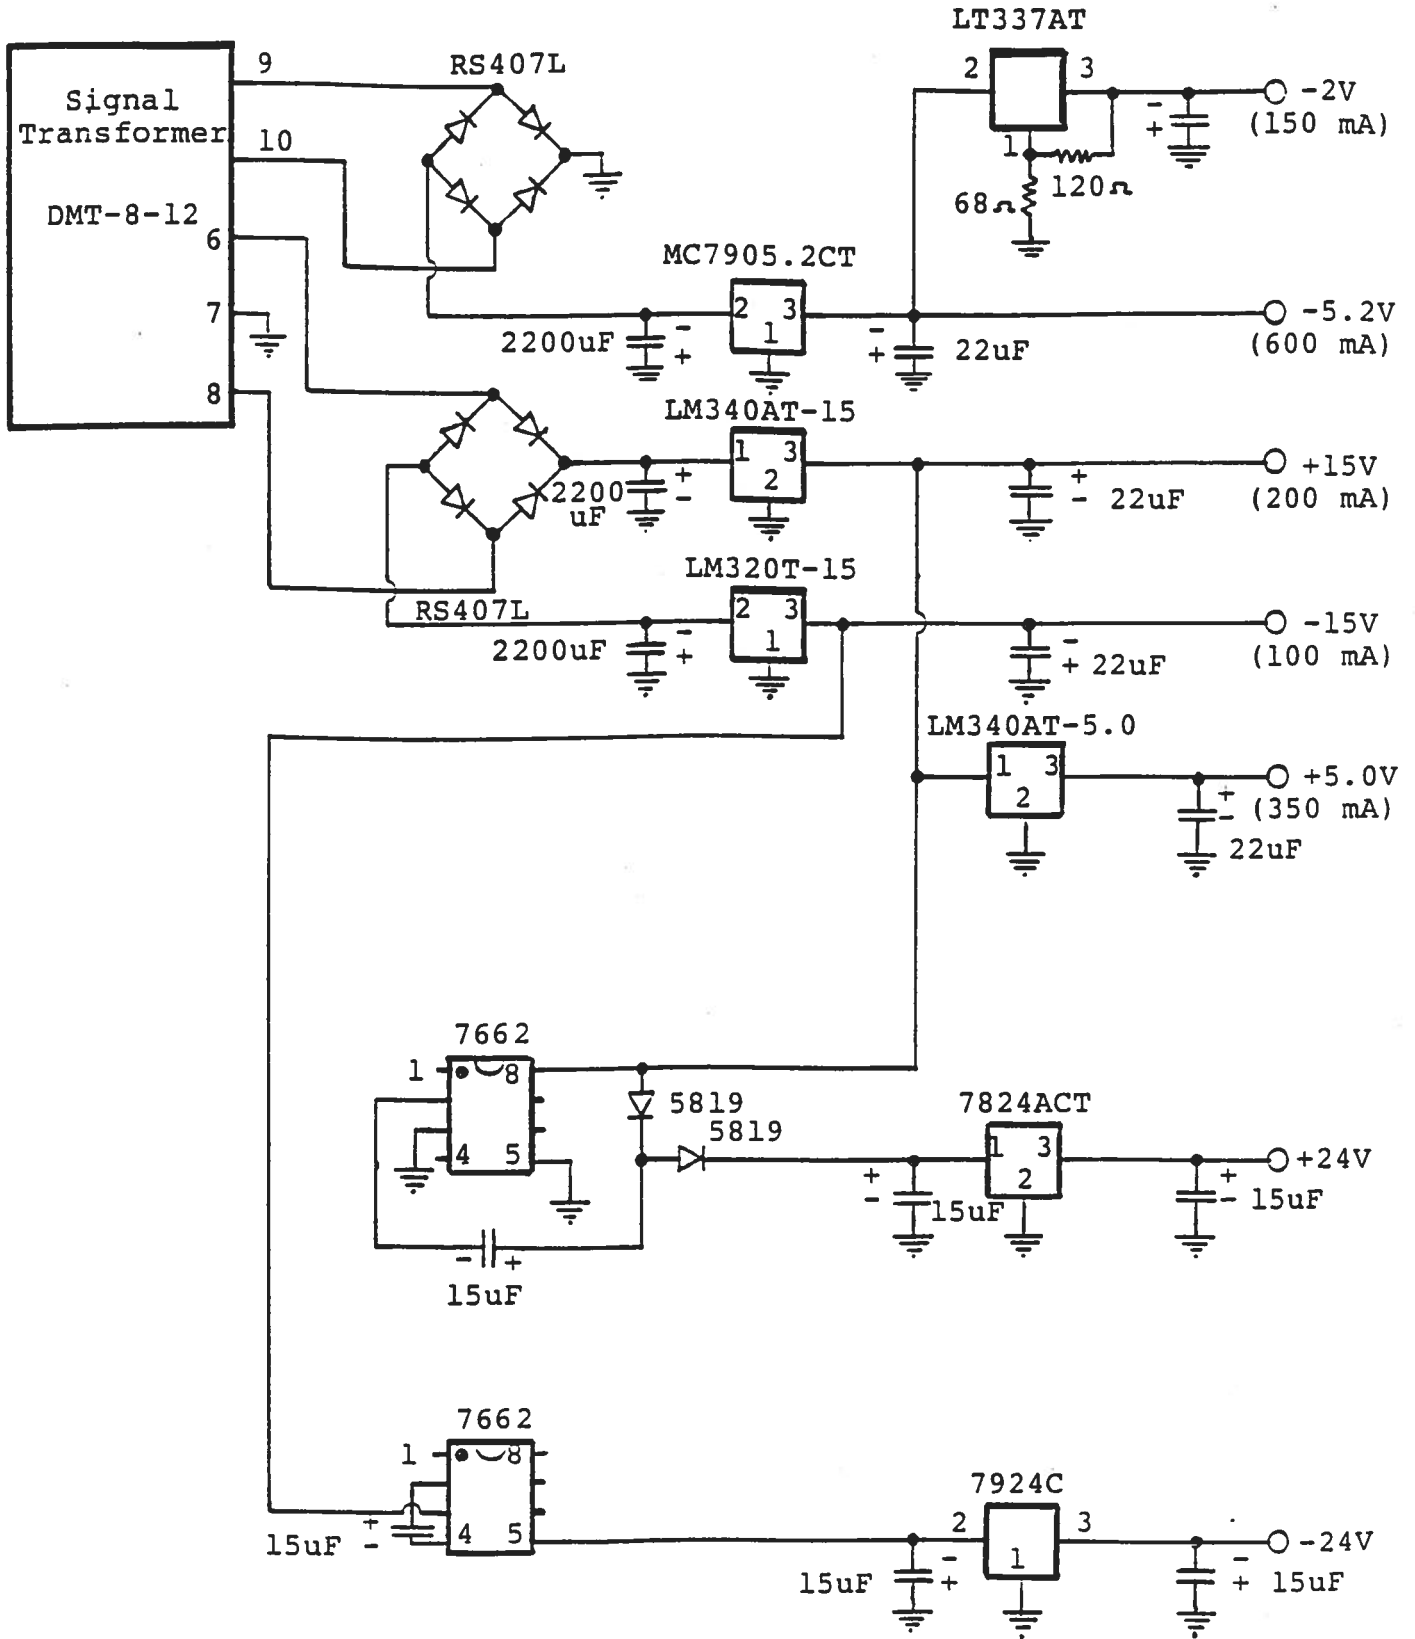 LT337AT
9
RS407L
2
3
-2V
Signal
Transformer
-
+
(150 mA)
10
1
120Ω
68Ω
DMT-8-12
6
MC7905.2CT
7
2
3
1
-5.2V
2200uF
-
+
-
+
22uF
(600 mA)
8
LM340AT-15
1
3
2
+15V
2200
uF
+
-
+
-
22uF
(200 mA)
LM320T-15
RS407L
2
3
1
-15V
2200uF
-
+
-
+
22uF
(100 mA)
LM340AT-5.0
1
3
2
+5.0V
+
-
(350 mA)
22uF
7662
1
8
5819
7824ACT
5819
4
5
1
3
2
+24V
+
-
15uF
+
-
15uF
-
+
15uF
7662
1
8
7924C
15uF
+
-
4
5
2
3
1
-24V
15uF
-
+
-
+
15uF